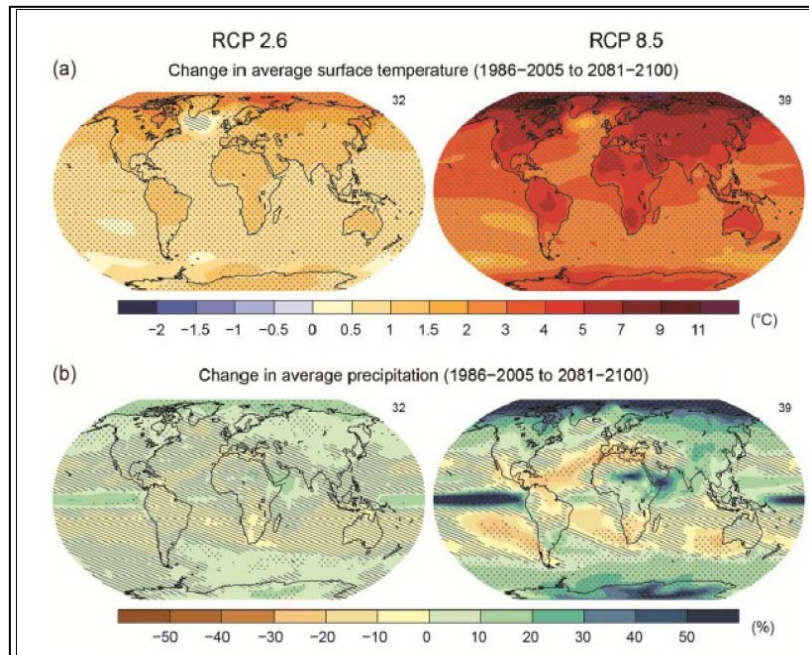 RCP 2.6 RCP 8.5
(a) Change in average surface temperature (1986−2005 to 2081−2100)
32 39
−2 −1.5 −1 −0.5 0 0.5 1 1.5 2 3 4 5 7 9 11 (°C)
(b) Change in average precipitation (1986−2005 to 2081−2100)
32 39
−50 −40 −30 −20 −10 0 10 20 30 40 50 (%)